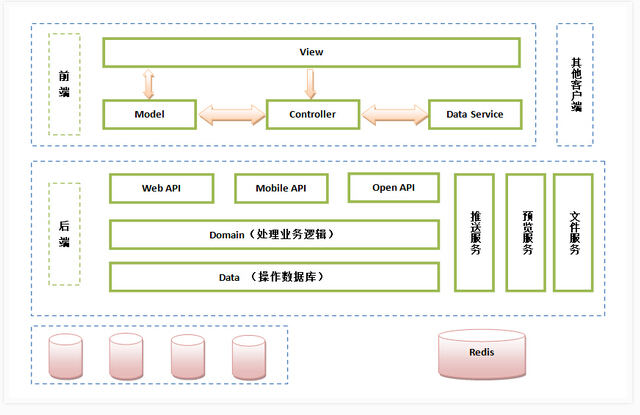 前端
View
Model
Controller
Data Service
其他客户端
后端
Web API
Mobile API
Open API
Domain（处理业务逻辑）
Data （操作数据库）
推送服务
预览服务
文件服务
Redis